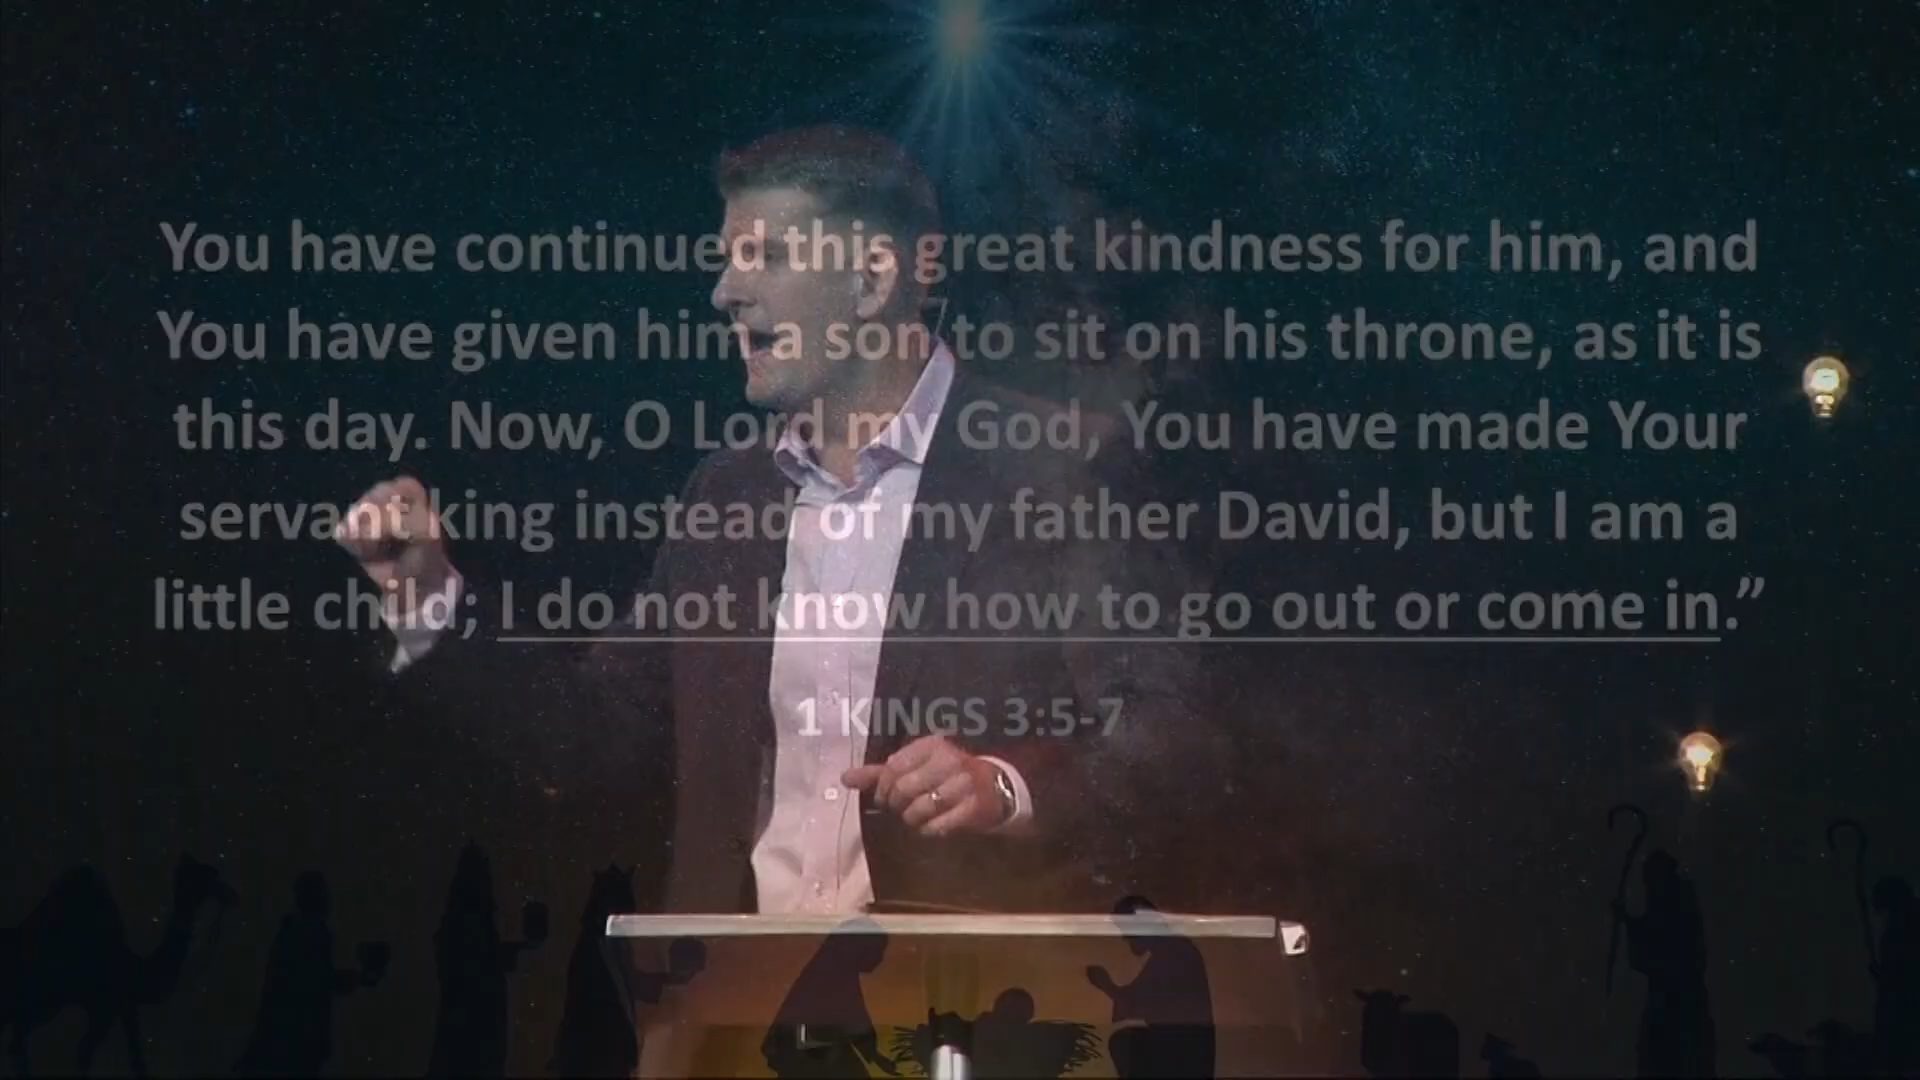 You have continued this great kindness for him, and
You have given him a son to sit on his throne, as it is
this day. Now, O Lord my God, You have made Your
servant king instead of my father David, but I am a
little child; I do not know how to go out or come in.”
1 KINGS 3:5-7